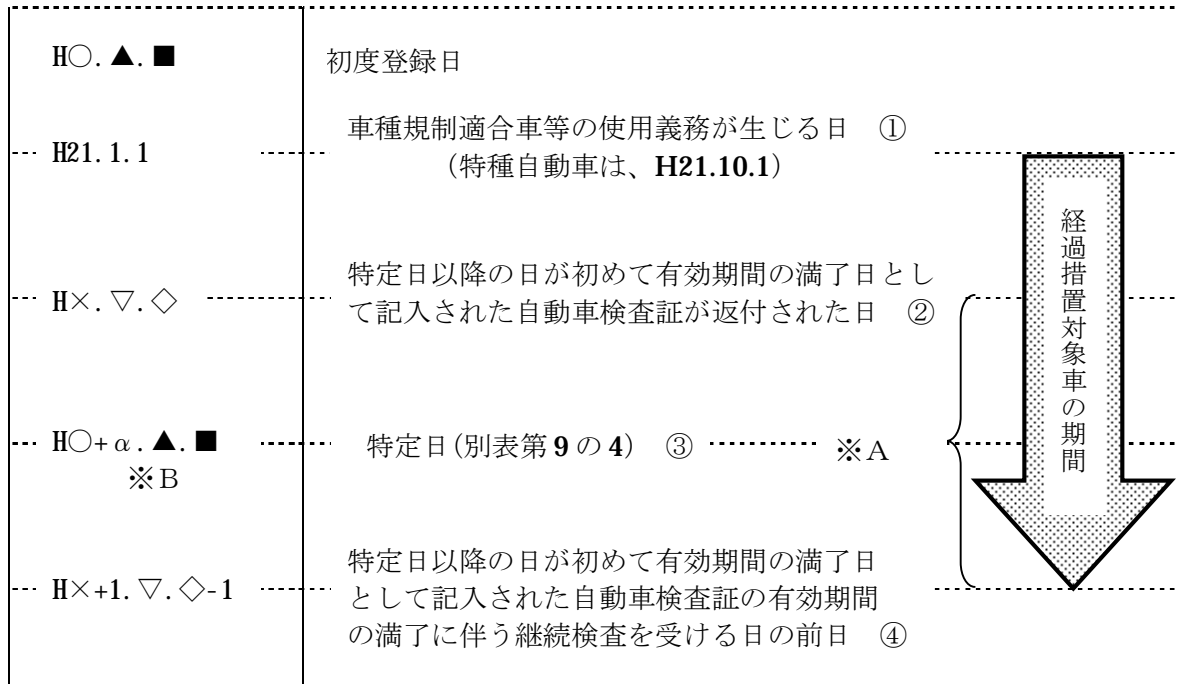 H○.▲.■ 初度登録日
H21.1.1 車種規制適合車等の使用義務が生じる日　①
（特種自動車は、H21.10.1）
H×.▽.◇ 特定日以降の日が初めて有効期間の満了日とし
て記入された自動車検査証が返付された日　②
H○+α.▲.■ 特定日(別表第9の4)　③ ※A
※B
H×+1.▽.◇-1 特定日以降の日が初めて有効期間の満了日
として記入された自動車検査証の有効期間
の満了に伴う継続検査を受ける日の前日　④
経過措置対象車の期間